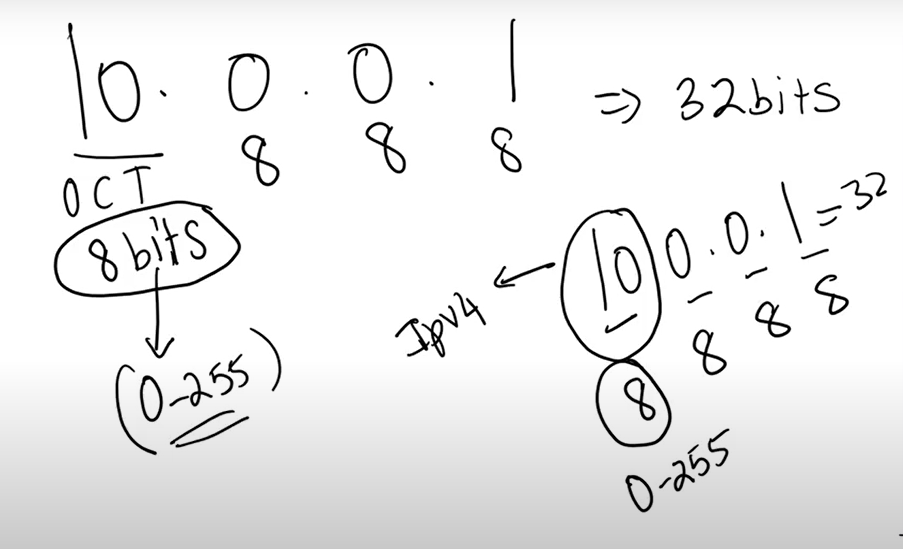 10. 0. 0. 1 => 32bits
8 8 8
OCT
8bits
(0-255)
10 0.0.1=32
Ipv4
8 8 8
8
0-255